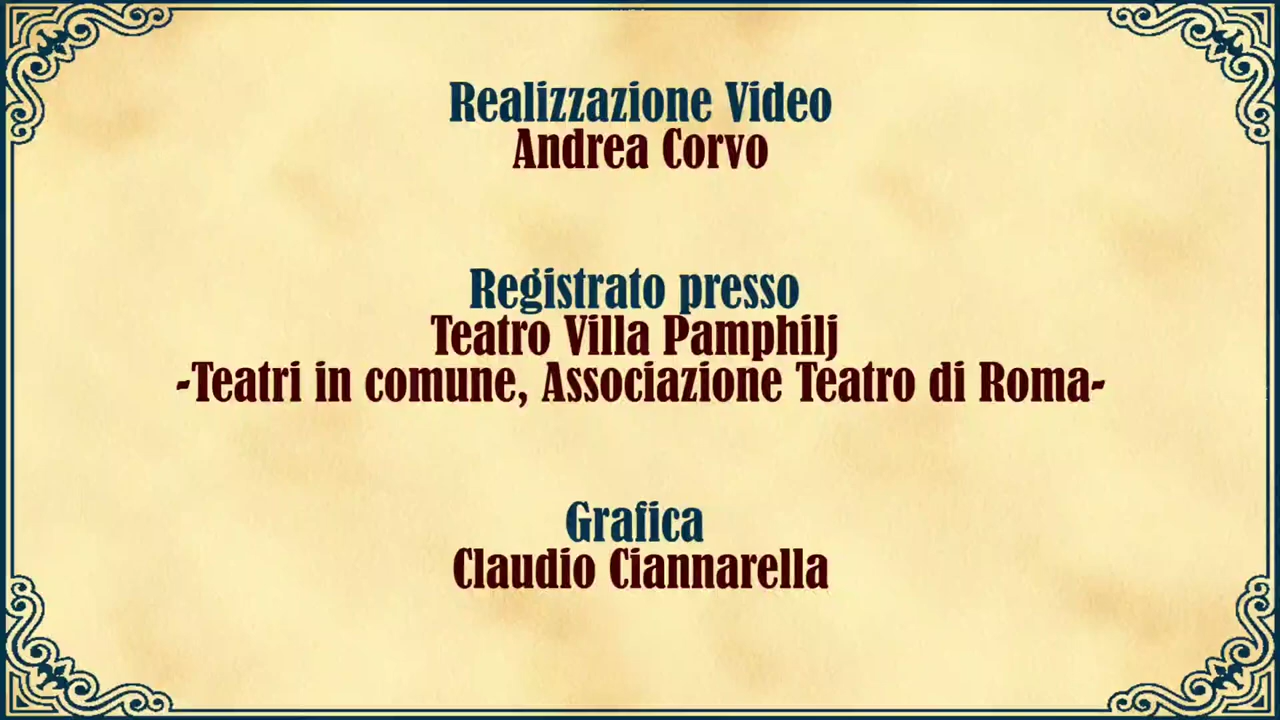 Realizzazione Video
Andrea Corvo
Registrato presso
Teatro Villa Pamphilj
-Teatri in comune, Associazione Teatro di Roma-
Grafica
Claudio Ciannarella